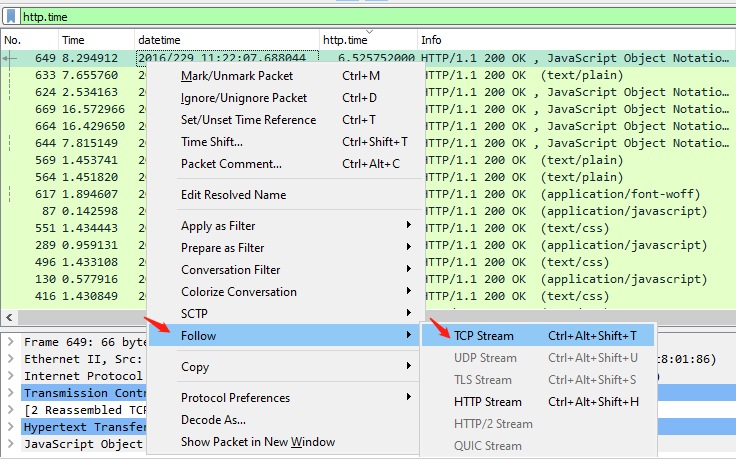 http.time
No. Time datetime http.time Info
649 8.294912 2016/229 11:22:07.688044 6.525752000 HTTP/1.1 200 OK , JavaScript Object Notatio…
633 7.655760 20 HTTP/1.1 200 OK (text/plain)
624 2.534163 20 HTTP/1.1 200 OK , JavaScript Object Notatio…
669 16.572966 20 HTTP/1.1 200 OK , JavaScript Object Notatio…
664 16.429650 20 HTTP/1.1 200 OK , JavaScript Object Notatio…
644 7.815149 20 HTTP/1.1 200 OK , JavaScript Object Notatio…
569 1.453741 20 HTTP/1.1 200 OK (text/plain)
564 1.451820 20 HTTP/1.1 200 OK (text/plain)
617 1.894607 20 HTTP/1.1 200 OK (application/font-woff)
87 0.142598 20 HTTP/1.1 200 OK (application/javascript)
551 1.434443 20 HTTP/1.1 200 OK (text/css)
289 0.959131 20 HTTP/1.1 200 OK (application/javascript)
496 1.433108 20 HTTP/1.1 200 OK (text/css)
130 0.577916 20 HTTP/1.1 200 OK (application/javascript)
416 1.430849 20 HTTP/1.1 200 OK (text/css)
Mark/Unmark Packet Ctrl+M
Ignore/Unignore Packet Ctrl+D
Set/Unset Time Reference Ctrl+T
Time Shift... Ctrl+Shift+T
Packet Comment... Ctrl+Alt+C
Edit Resolved Name
Apply as Filter
Prepare as Filter
Conversation Filter
Colorize Conversation
SCTP
Follow
Copy
Protocol Preferences
Decode As...
Show Packet in New Window
TCP Stream Ctrl+Alt+Shift+T
UDP Stream Ctrl+Alt+Shift+U
TLS Stream Ctrl+Alt+Shift+S
HTTP Stream Ctrl+Alt+Shift+H
HTTP/2 Stream
QUIC Stream
Frame 649: 66 byte
Ethernet II, Src: 8:01:86)
Internet Protocol )
Transmission Contr
[2 Reassembled TCP
Hypertext Transfer
JavaScript Object